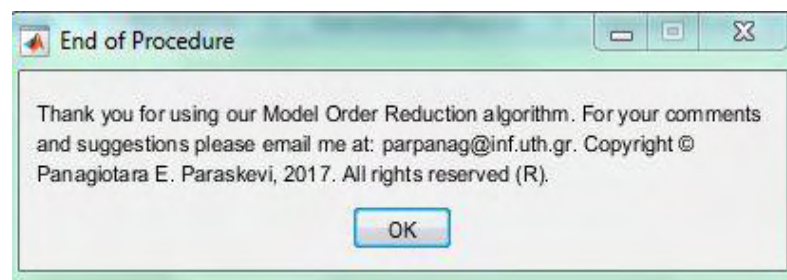 End of Procedure
Thank you for using our Model Order Reduction algorithm. For your comments
and suggestions please email me at: parpanag@inf.uth.gr. Copyright ©
Panagiotara E. Paraskevi, 2017. All rights reserved (R).
OK